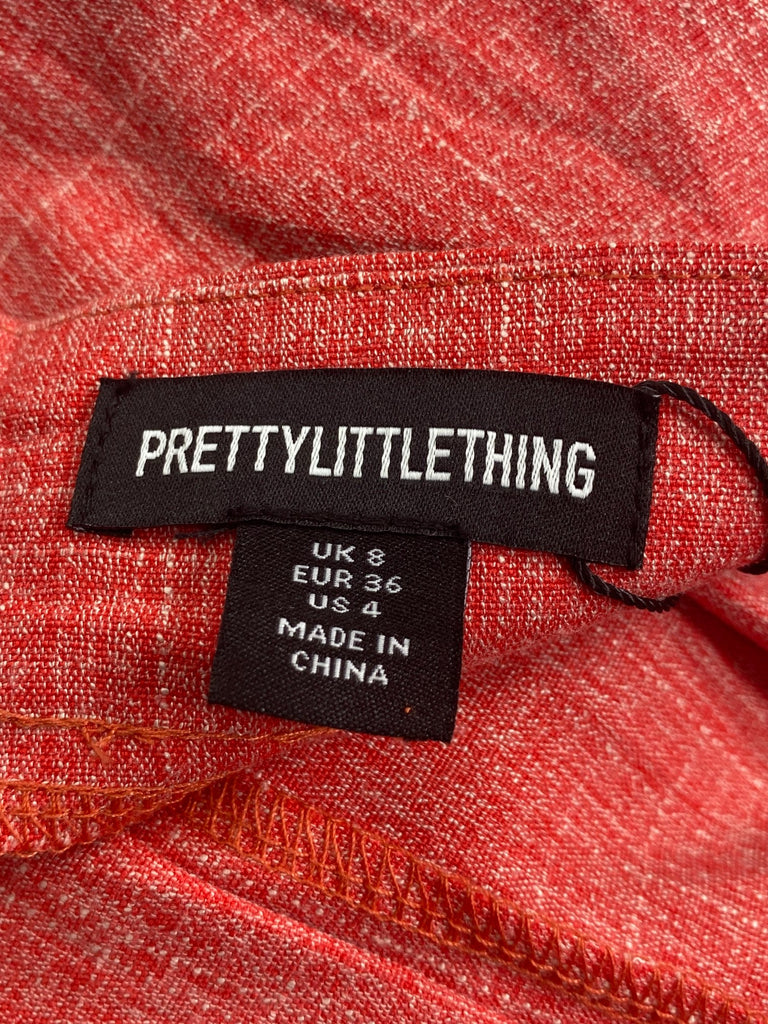 PRETTYLITTLETHING
UK 8
EUR 36
US 4
MADE IN
CHINA